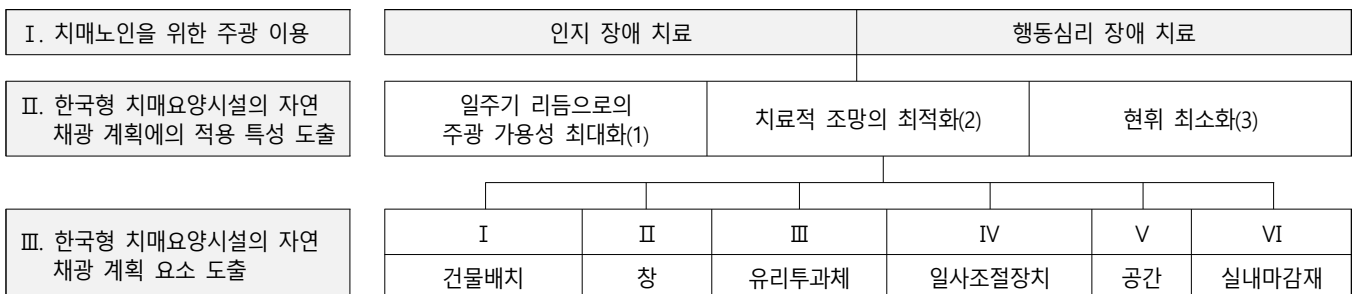 Ⅰ. 치매노인을 위한 주광 이용
인지 장애 치료
행동심리 장애 치료
Ⅱ. 한국형 치매요양시설의 자연
채광 계획에의 적용 특성 도출
일주기 리듬으로의
주광 가용성 최대화(1)
치료적 조망의 최적화(2)
현휘 최소화(3)
Ⅲ. 한국형 치매요양시설의 자연
채광 계획 요소 도출
Ⅰ
Ⅱ
Ⅲ
Ⅳ
Ⅴ
Ⅵ
건물배치
창
유리투과체
일사조절장치
공간
실내마감재